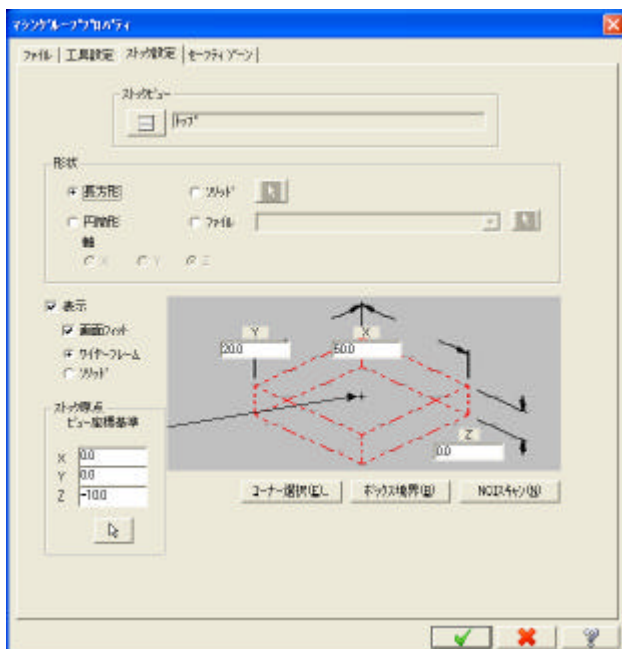 マシングループプロパティ
ファイル 工具設定 ストック設定 セーフティゾーン
ストックビュー
トップ
形状
長方形
ソリッド
円筒形
ファイル
軸
X Y Z
表示
画面フィット
ワイヤーフレーム
ソリッド
Y
20.0
X
60.0
Z
0.0
ストック原点
ビュー座標基準
X 0.0
Y 0.0
Z -10.0
コーナー選択(E)...
ボックス境界(B)
NCIスキャン(N)